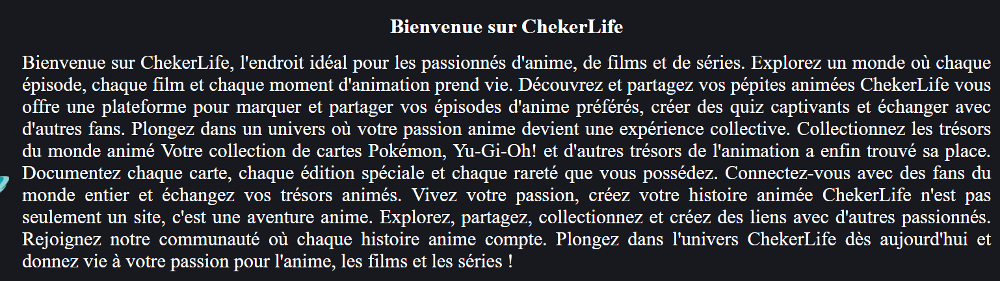 Bienvenue sur ChekerLife
Bienvenue sur ChekerLife, l'endroit idéal pour les passionnés d'anime, de films et de séries. Explorez un monde où chaque
épisode, chaque film et chaque moment d'animation prend vie. Découvrez et partagez vos pépites animées ChekerLife vous
offre une plateforme pour marquer et partager vos épisodes d'anime préférés, créer des quiz captivants et échanger avec
d'autres fans. Plongez dans un univers où votre passion anime devient une expérience collective. Collectionnez les trésors
du monde animé Votre collection de cartes Pokémon, Yu-Gi-Oh! et d'autres trésors de l'animation a enfin trouvé sa place.
Documentez chaque carte, chaque édition spéciale et chaque rareté que vous possédez. Connectez-vous avec des fans du
monde entier et échangez vos trésors animés. Vivez votre passion, créez votre histoire animée ChekerLife n'est pas
seulement un site, c'est une aventure anime. Explorez, partagez, collectionnez et créez des liens avec d'autres passionnés.
Rejoignez notre communauté où chaque histoire anime compte. Plongez dans l'univers ChekerLife dès aujourd'hui et
donnez vie à votre passion pour l'anime, les films et les séries !